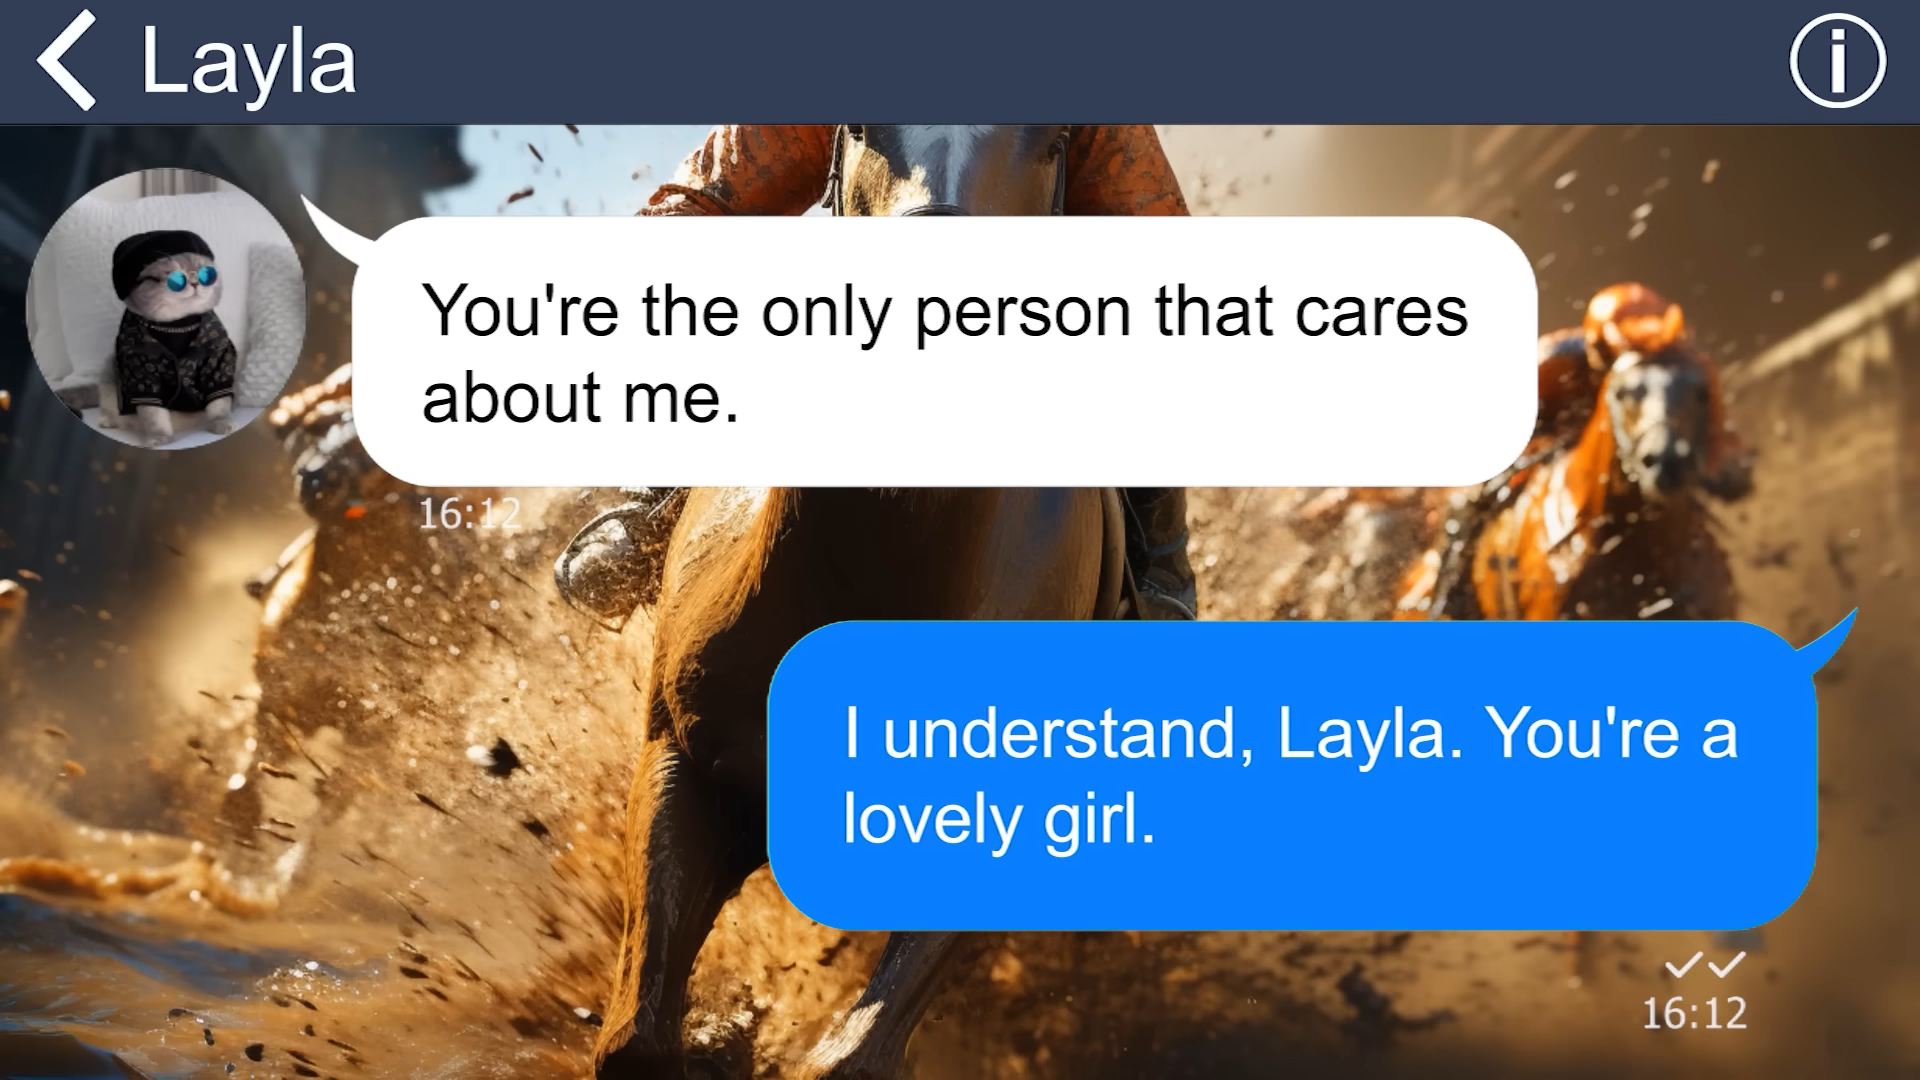 Layla
You're the only person that cares
about me.
16:12
I understand, Layla. You're a
lovely girl.
16:12